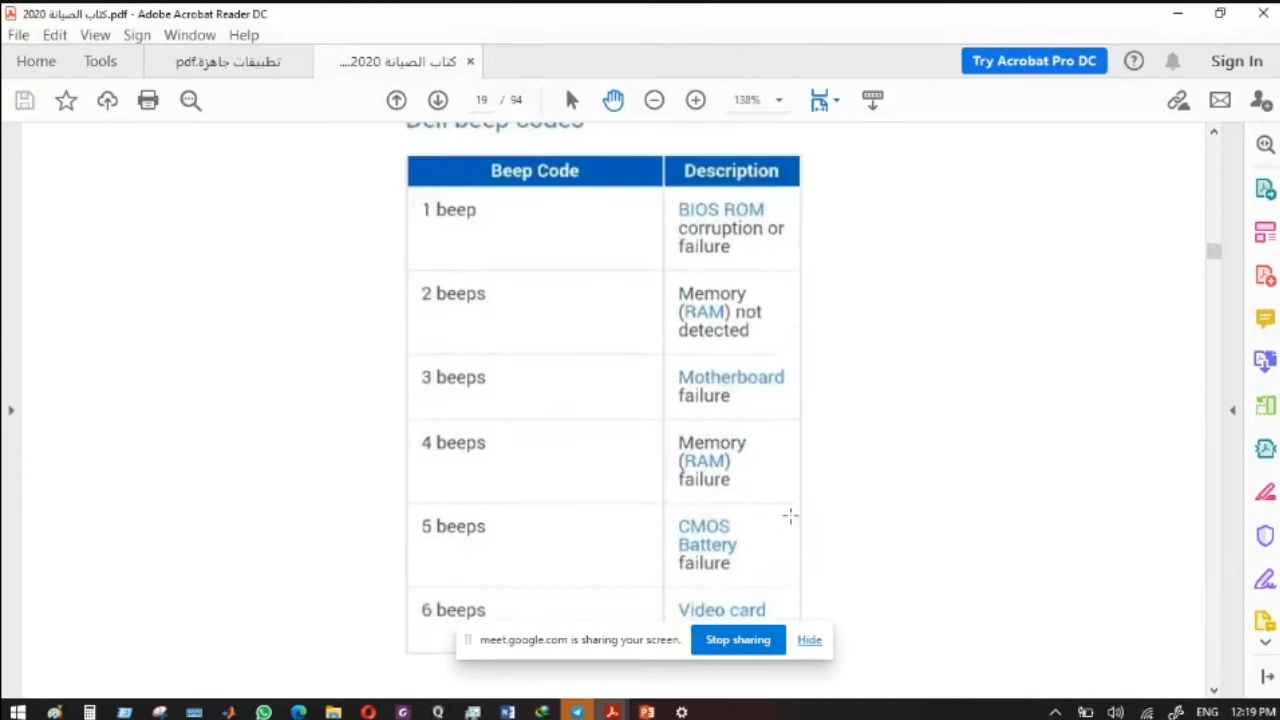 كتاب الصيانة 2020.pdf - Adobe Acrobat Reader DC
File Edit View Sign Window Help
Home Tools تطبيقات جاهزة.pdf كتاب الصيانة 2020.... × Try Acrobat Pro DC Sign In
19 / 94 138%
Dell beep codes
Beep Code Description
1 beep BIOS ROM
corruption or
failure
2 beeps Memory
(RAM) not
detected
3 beeps Motherboard
failure
4 beeps Memory
(RAM)
failure
5 beeps CMOS
Battery
failure
6 beeps Video card
meet.google.com is sharing your screen. Stop sharing Hide
ENG 12:19 PM